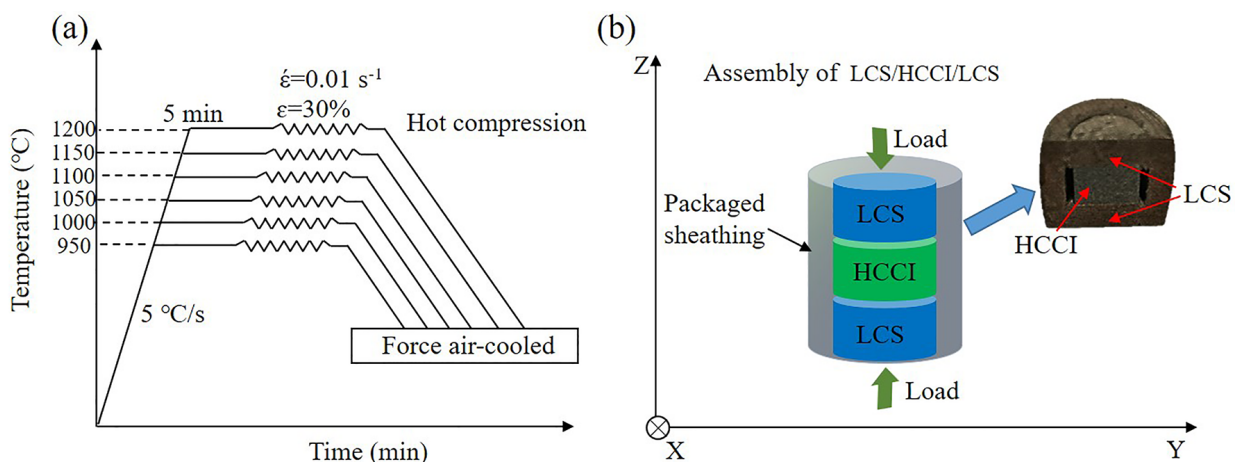 (a)
έ=0.01 s⁻¹
5 min
ε=30%
Hot compression
1200
1150
1100
1050
1000
950
Temperature (℃)
5 ℃/s
Force air-cooled
Time (min)
(b)
Z
Assembly of LCS/HCCI/LCS
Load
LCS
Packaged
sheathing
HCCI
LCS
Load
LCS
HCCI
X
Y